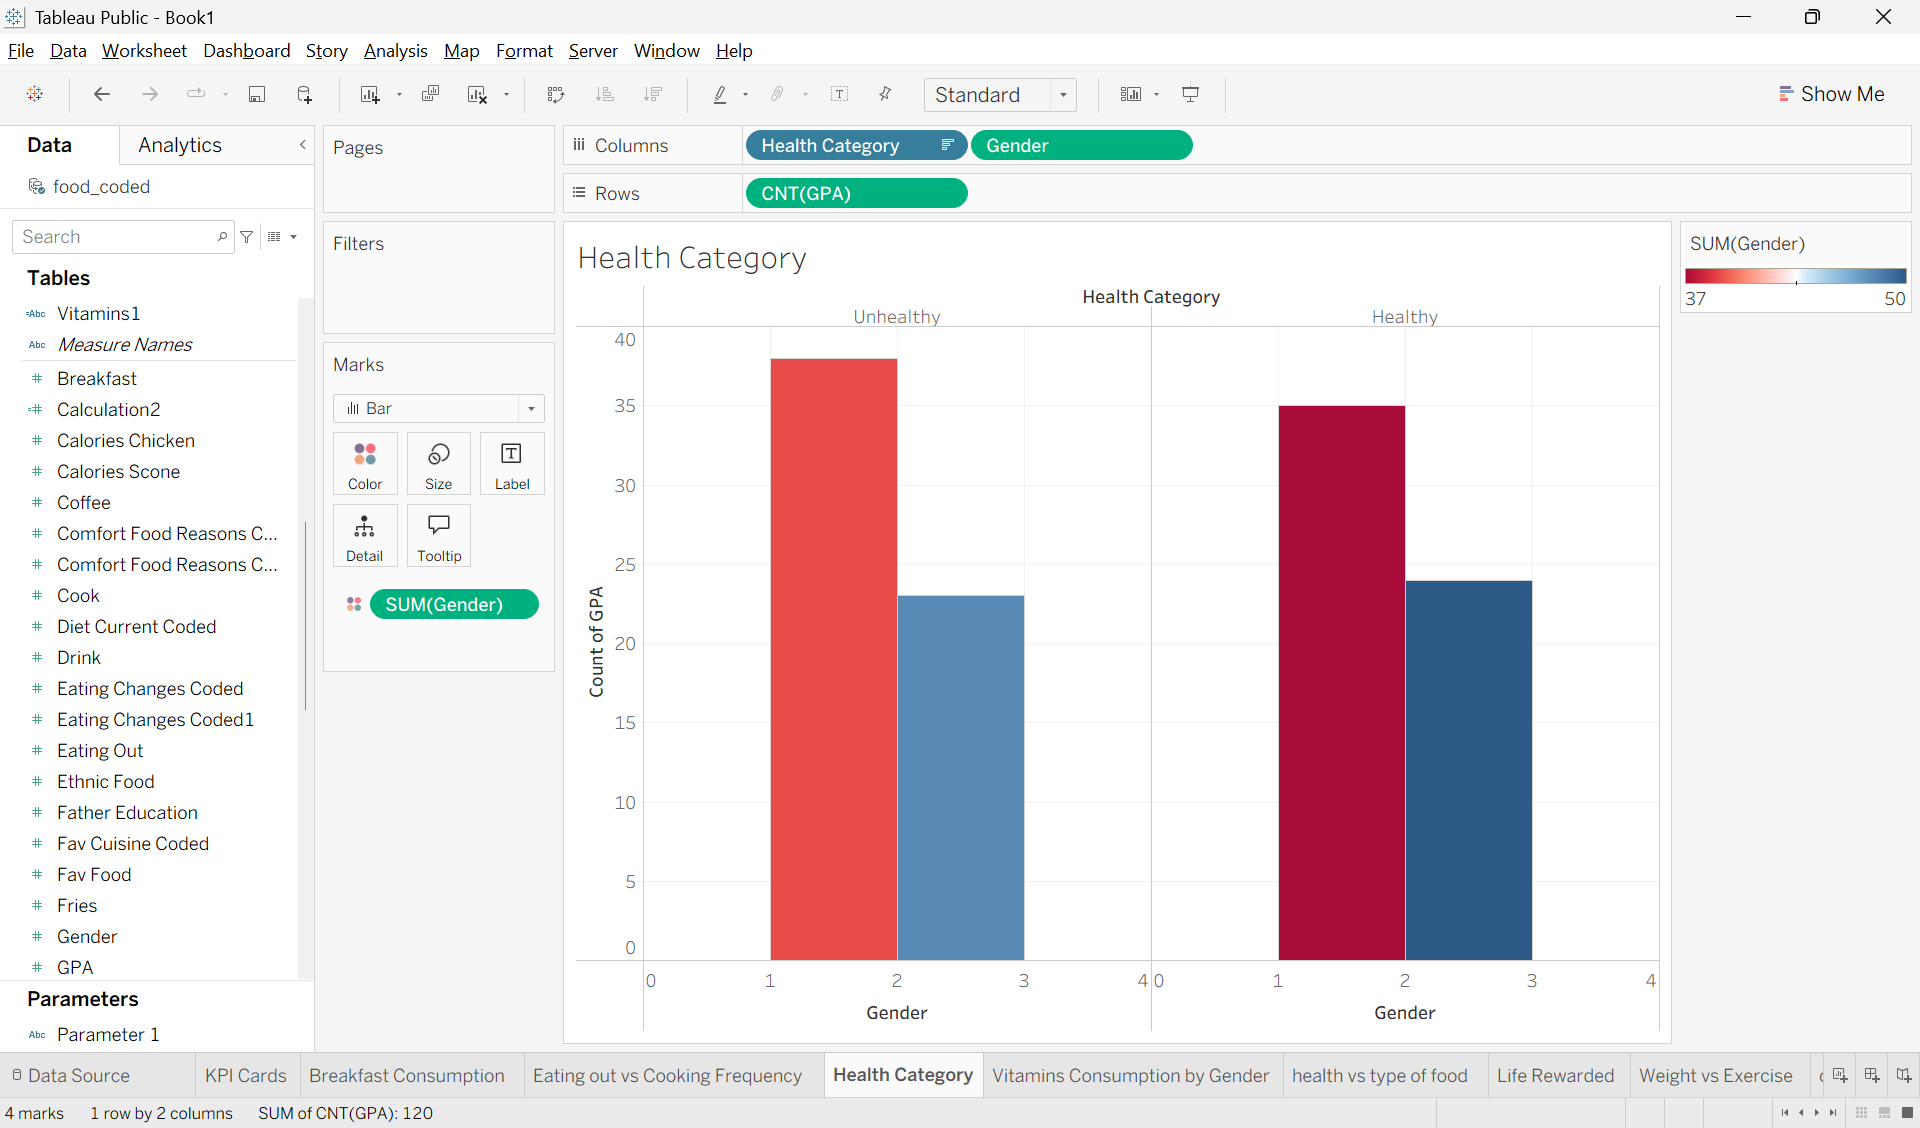 Tableau Public - Book1
File Data Worksheet Dashboard Story Analysis Map Format Server Window Help
Standard
Show Me
Data Analytics
food_coded
Search
Tables
Abc Vitamins1
Abc Measure Names
Breakfast
Calculation2
Calories Chicken
Calories Scone
Coffee
Comfort Food Reasons C...
Comfort Food Reasons C...
Cook
Diet Current Coded
Drink
Eating Changes Coded
Eating Changes Coded1
Eating Out
Ethnic Food
Father Education
Fav Cuisine Coded
Fav Food
Fries
Gender
GPA
Parameters
Abc Parameter 1
Pages
Filters
Marks
Bar
Color Size Label
Detail Tooltip
SUM(Gender)
Columns Health Category Gender
Rows CNT(GPA)
Health Category
Health Category
Unhealthy Healthy
Count of GPA
40
35
30
25
20
15
10
5
0
0 1 2 3 4 0 1 2 3 4
Gender Gender
SUM(Gender)
37 50
Data Source KPI Cards Breakfast Consumption Eating out vs Cooking Frequency Health Category Vitamins Consumption by Gender health vs type of food Life Rewarded Weight vs Exercise
4 marks 1 row by 2 columns SUM of CNT(GPA): 120